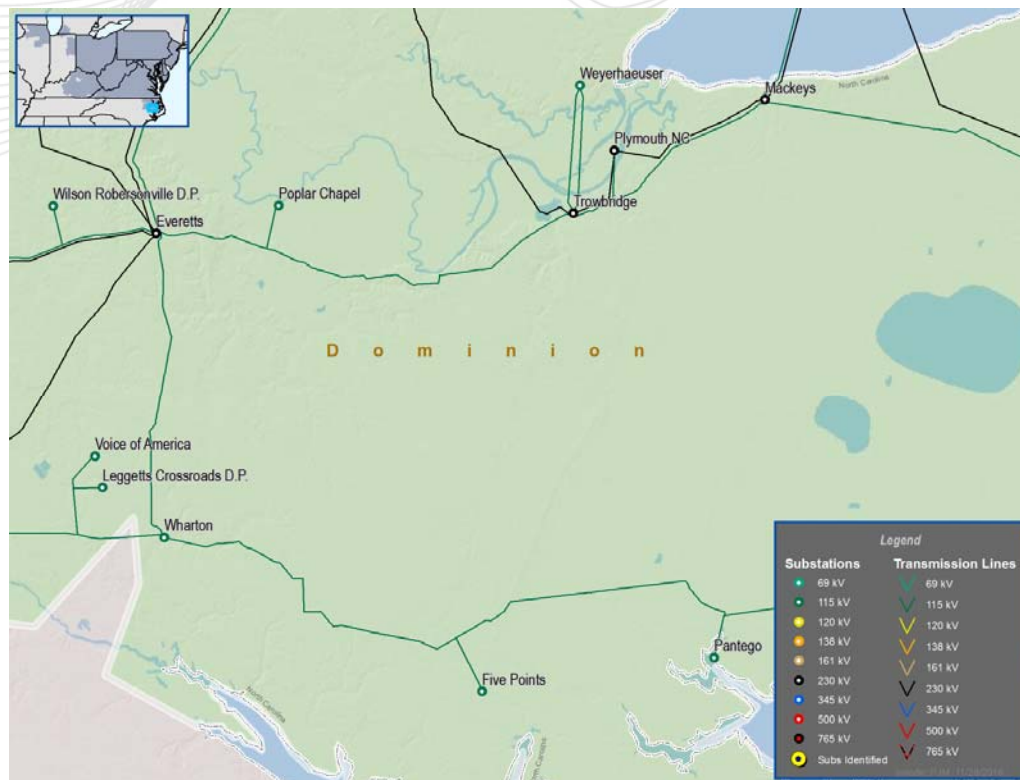 Weyerhaeuser
Mackeys
North Carolina
Plymouth NC
Wilson Robersonville D.P.
Poplar Chapel
Trowbridge
Everetts
Dominion
Voice of America
Leggetts Crossroads D.P.
Wharton
Pantego
Five Points
North Carolina
Legend
Substations
69 kV
115 kV
120 kV
138 kV
161 kV
230 kV
345 kV
500 kV
765 kV
Subs Identified
Transmission Lines
69 kV
115 kV
120 kV
138 kV
161 kV
230 kV
345 kV
500 kV
765 kV